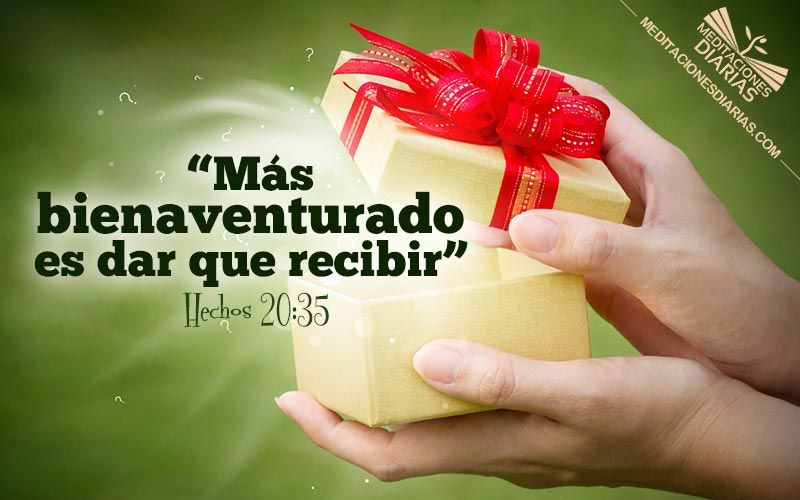 “Más
bienaventurado
es dar que recibir”
Hechos 20:35
MEDITACIONES
DIARIAS
MEDITACIONESDIARIAS.COM